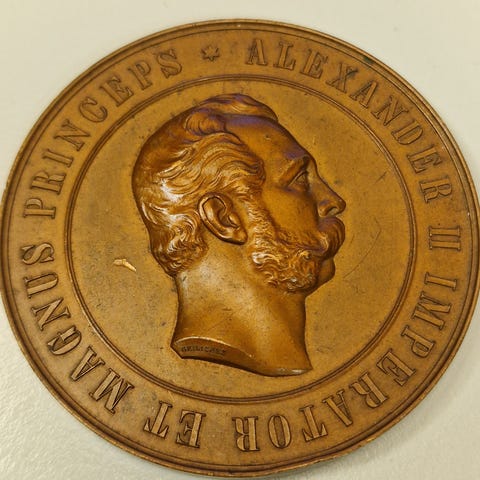 ALEXANDER II IMPERATOR ET MAGNUS PRINCEPS *